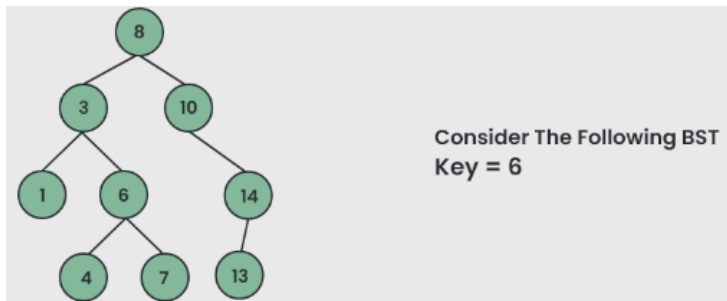 8
3 10
1 6 14
4 7 13
Consider The Following BST
Key = 6